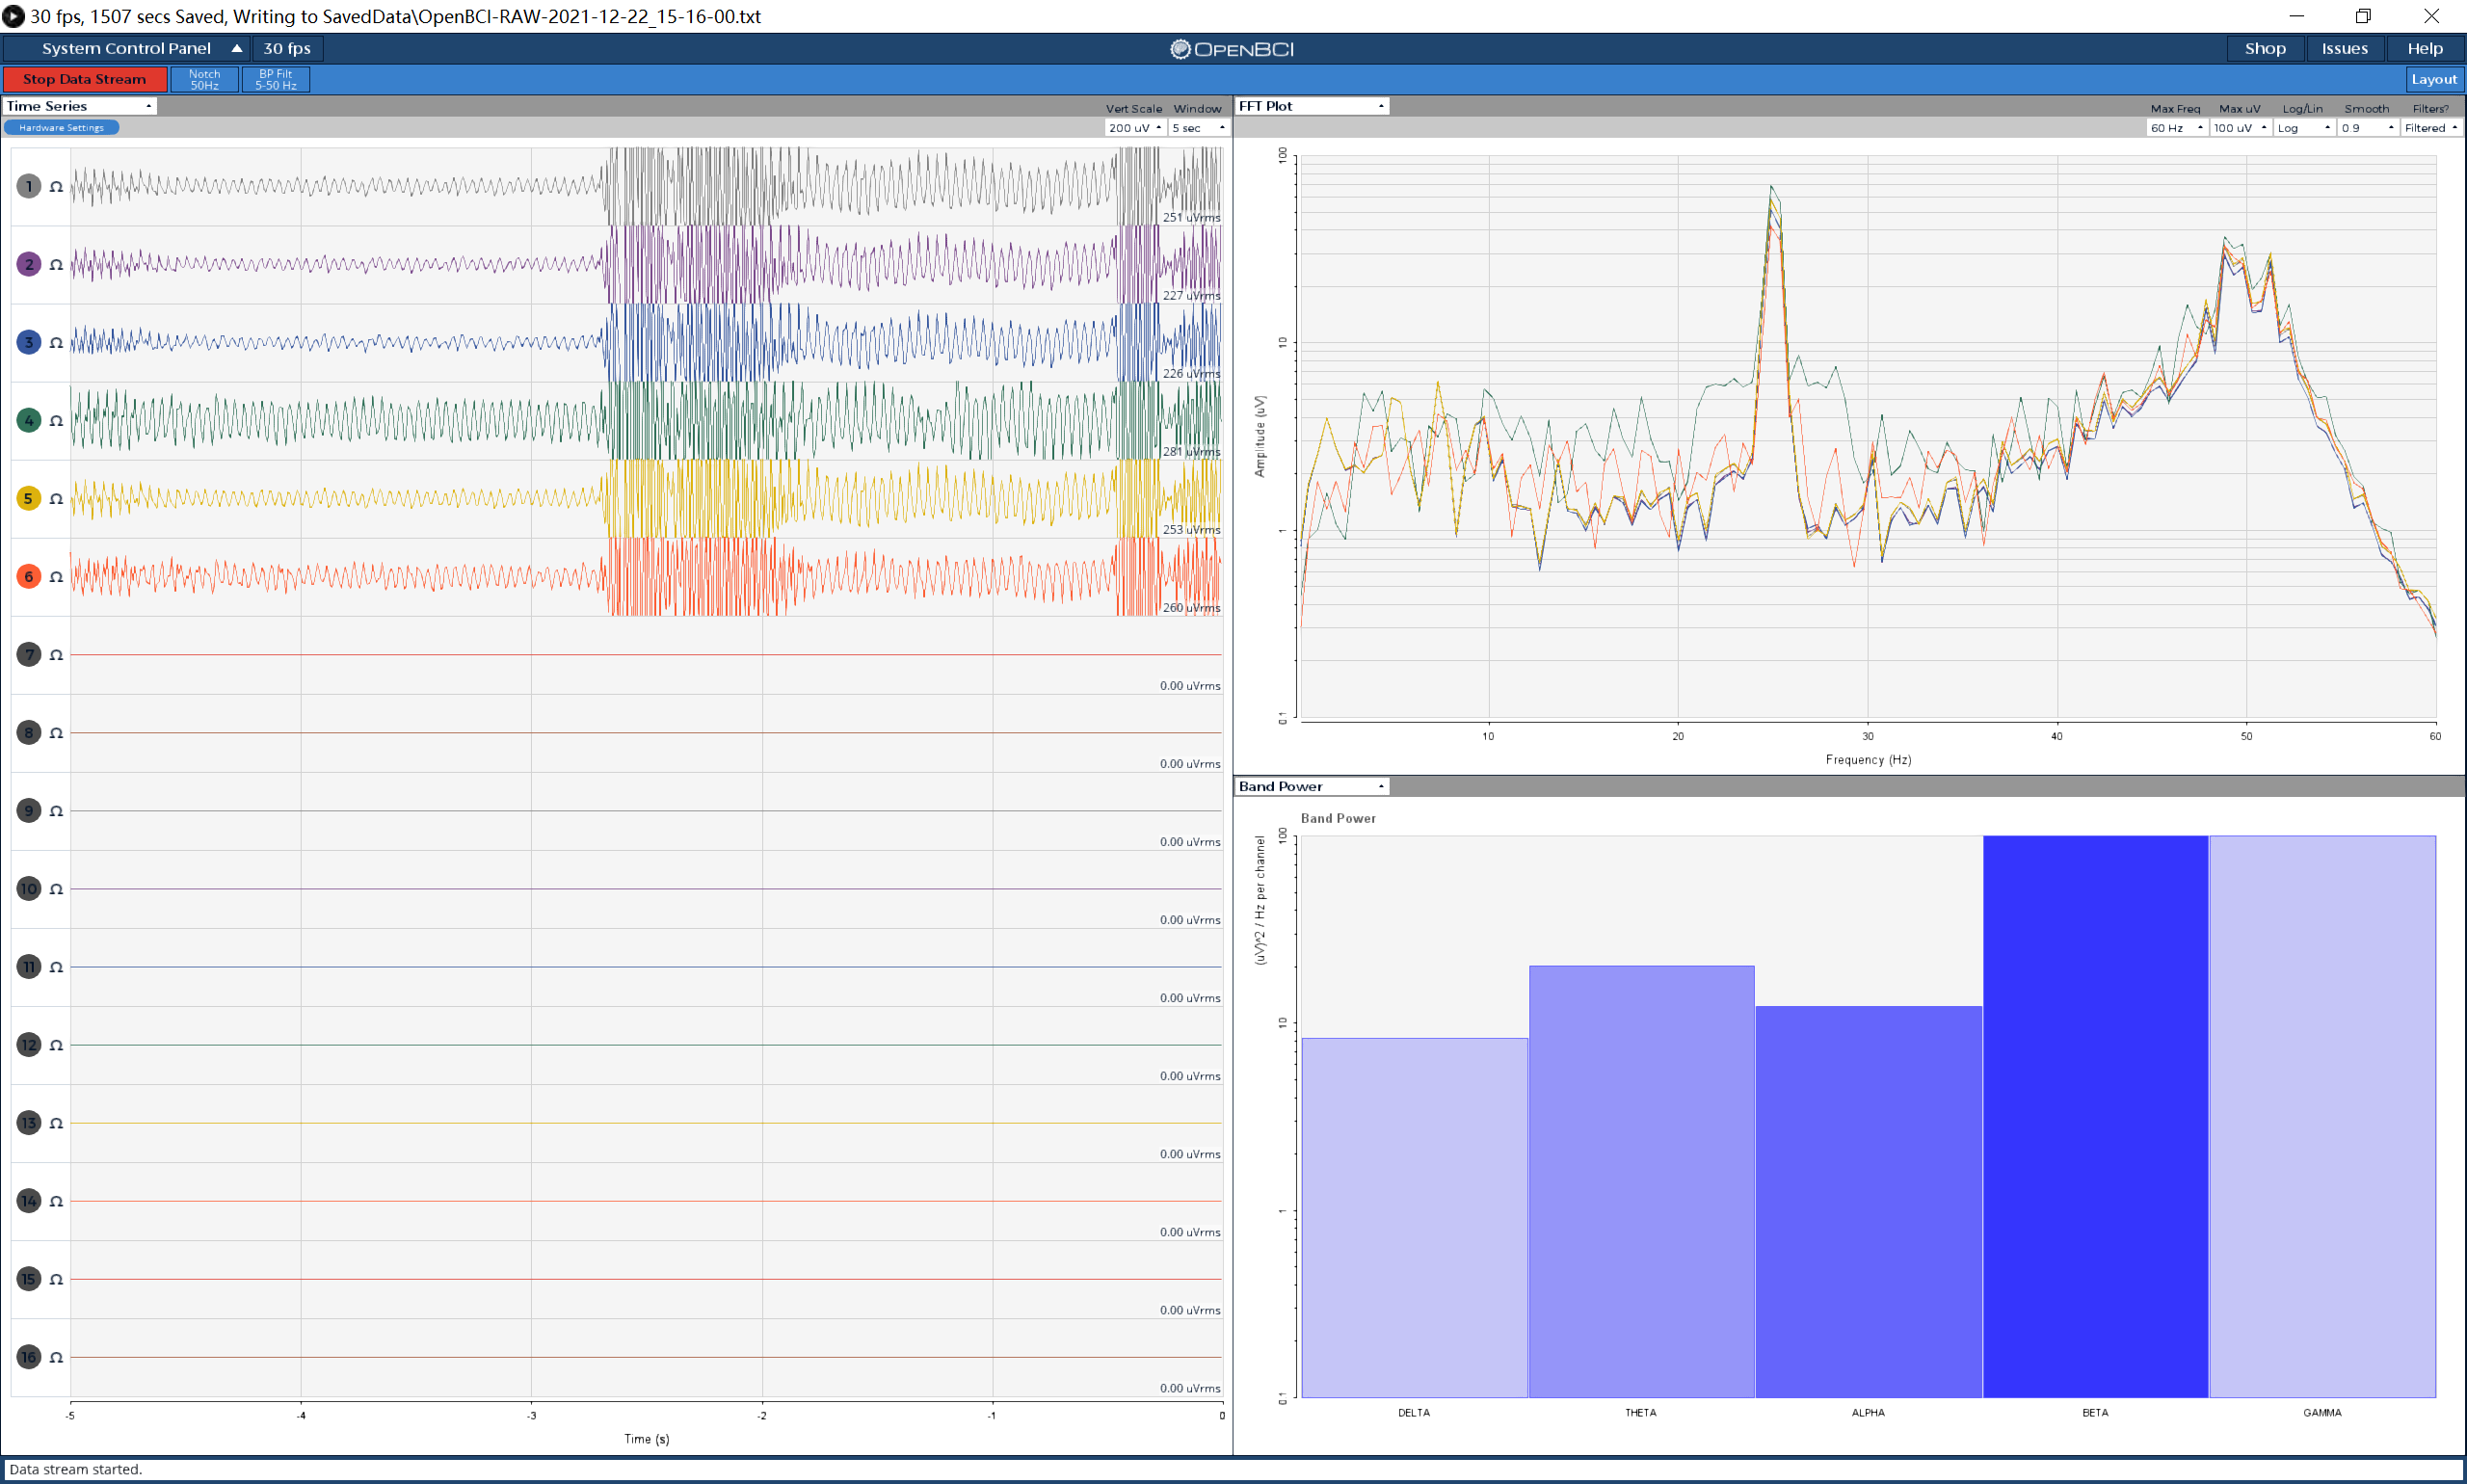 30 fps, 1507 secs Saved, Writing to SavedData\OpenBCI-RAW-2021-12-22_15-16-00.txt
System Control Panel 30 fps OPENBCI Shop Issues Help
Stop Data Stream Notch 50Hz BP Filt 5-50 Hz Layout
Time Series Vert Scale Window
Hardware Settings 200 uV 5 sec
1 Ω 251 uVrms
2 Ω 227 uVrms
3 Ω 226 uVrms
4 Ω 281 uVrms
5 Ω 253 uVrms
6 Ω 260 uVrms
7 Ω 0.00 uVrms
8 Ω 0.00 uVrms
9 Ω 0.00 uVrms
10 Ω 0.00 uVrms
11 Ω 0.00 uVrms
12 Ω 0.00 uVrms
13 Ω 0.00 uVrms
14 Ω 0.00 uVrms
15 Ω 0.00 uVrms
16 Ω 0.00 uVrms
-5 -4 -3 -2 -1 0
Time (s)
FFT Plot Max Freq Max uV Log/Lin Smooth Filters?
60 Hz 100 uV Log 0.9 Filtered
100
10
1
0.1
Amplitude (uV)
10 20 30 40 50 60
Frequency (Hz)
Band Power
Band Power
100
10
1
0.1
(uV)^2 / Hz per channel
DELTA THETA ALPHA BETA GAMMA
Data stream started.